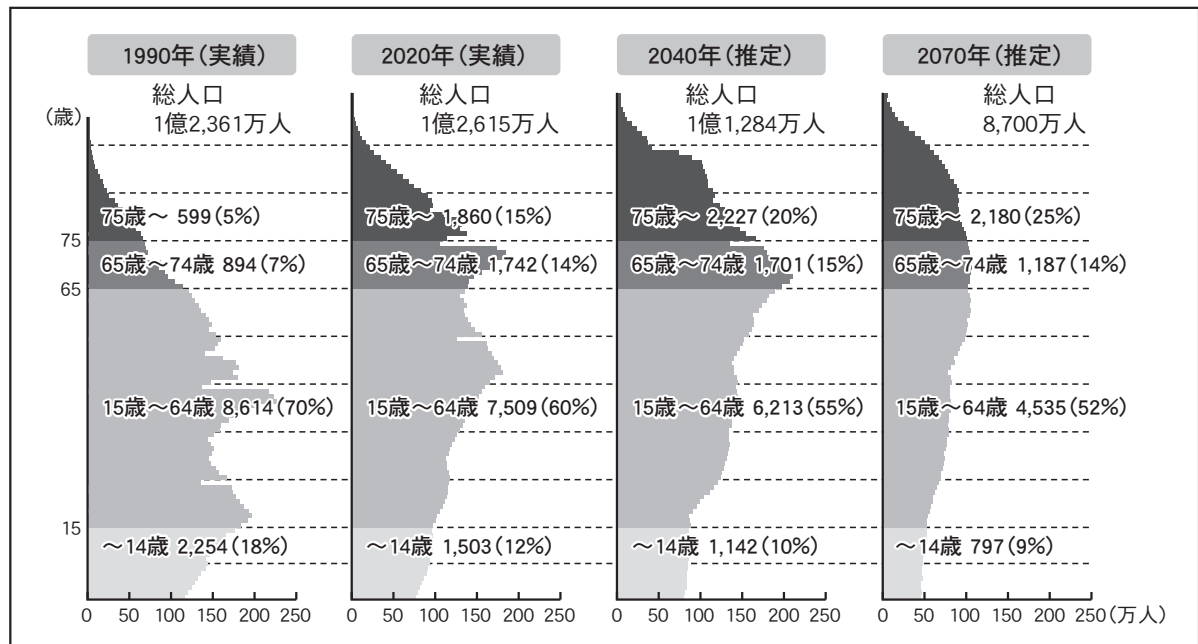 1990年（実績）
2020年（実績）
2040年（推定）
2070年（推定）
総人口
1億2,361万人
総人口
1億2,615万人
総人口
1億1,284万人
総人口
8,700万人
（歳）
75歳〜 599（5%）
75歳〜 1,860（15%）
75歳〜 2,227（20%）
75歳〜 2,180（25%）
75
65歳〜74歳 894（7%）
65歳〜74歳 1,742（14%）
65歳〜74歳 1,701（15%）
65歳〜74歳 1,187（14%）
65
15歳〜64歳 8,614（70%）
15歳〜64歳 7,509（60%）
15歳〜64歳 6,213（55%）
15歳〜64歳 4,535（52%）
15
〜14歳 2,254（18%）
〜14歳 1,503（12%）
〜14歳 1,142（10%）
〜14歳 797（9%）
0 50 100 150 200 250
0 50 100 150 200 250
0 50 100 150 200 250
0 50 100 150 200 250（万人）